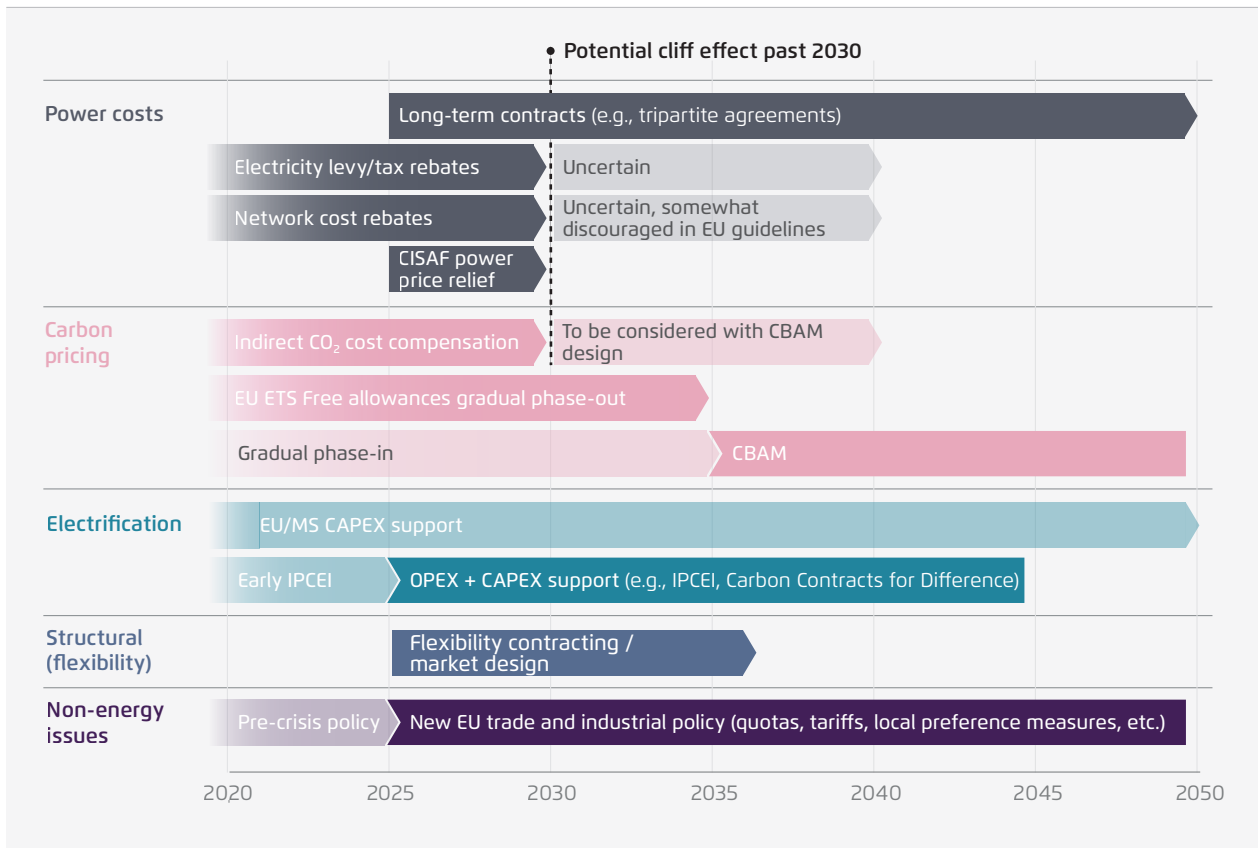 Potential cliff effect past 2030
Power costs
Long-term contracts (e.g., tripartite agreements)
Electricity levy/tax rebates
Uncertain
Network cost rebates
Uncertain, somewhat
discouraged in EU guidelines
CISAF power
price relief
Carbon
pricing
Indirect CO₂ cost compensation
To be considered with CBAM
design
EU ETS Free allowances gradual phase-out
Gradual phase-in
CBAM
Electrification
EU/MS CAPEX support
Early IPCEI
OPEX + CAPEX support (e.g., IPCEI, Carbon Contracts for Difference)
Structural
(flexibility)
Flexibility contracting /
market design
Non-energy
issues
Pre-crisis policy
New EU trade and industrial policy (quotas, tariffs, local preference measures, etc.)
2020 2025 2030 2035 2040 2045 2050